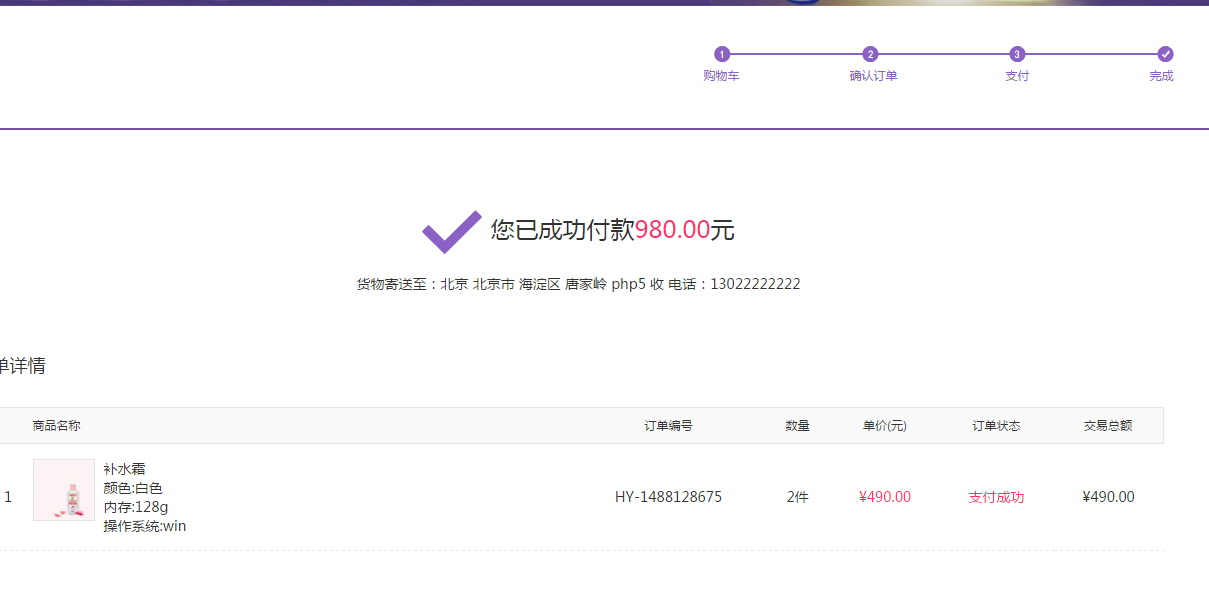 1 2 3
购物车 确认订单 支付 完成
您已成功付款980.00元
货物寄送至：北京 北京市 海淀区 唐家岭 php5 收 电话：13022222222
单详情
商品名称 订单编号 数量 单价(元) 订单状态 交易总额
补水霜
颜色:白色
1 内存:128g HY-1488128675 2件 ¥490.00 支付成功 ¥490.00
操作系统:win